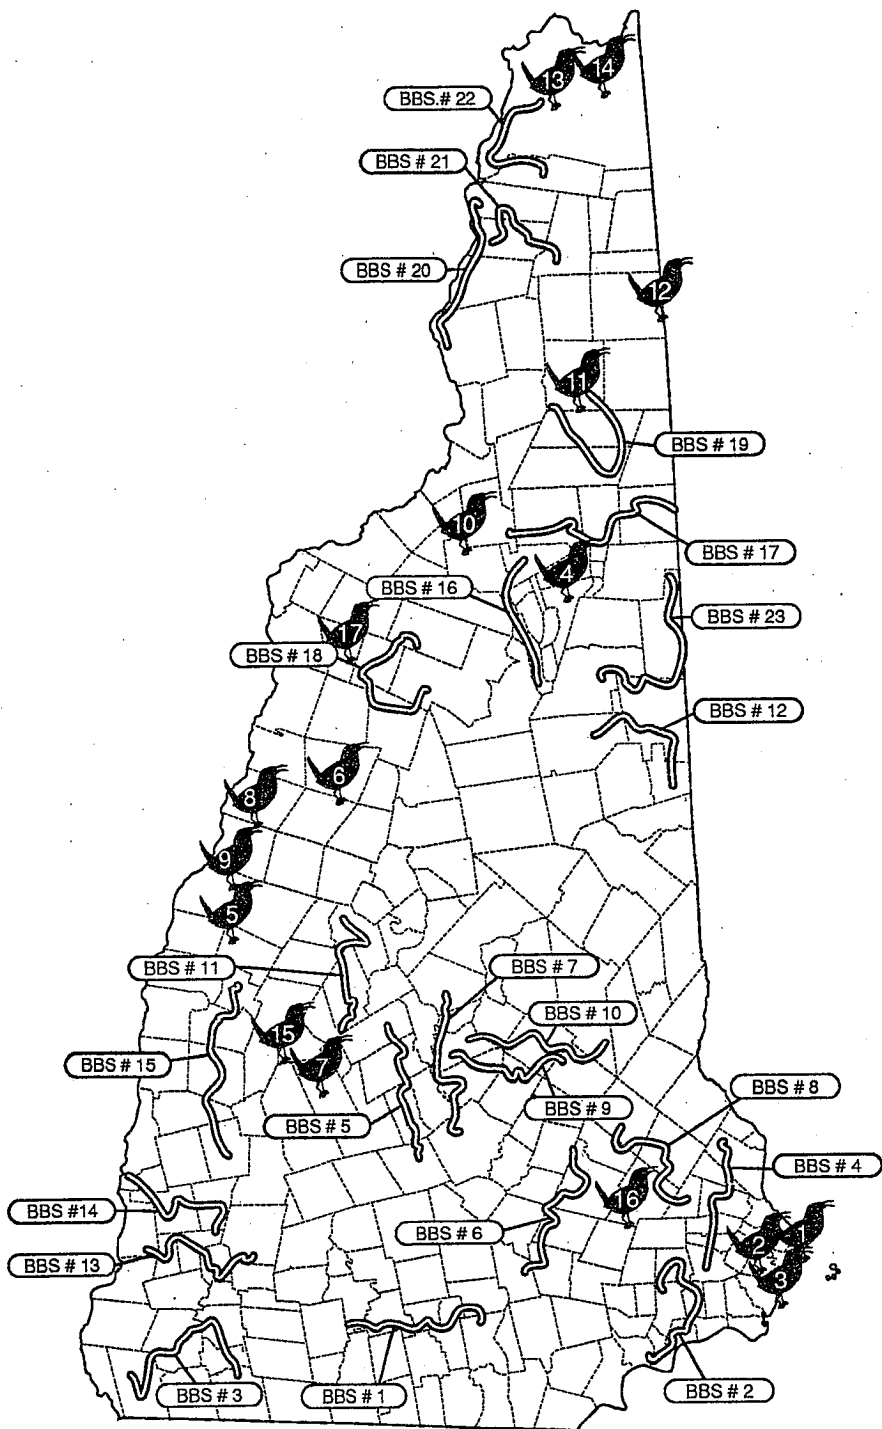 13
14
BBS.# 22
BBS # 21
BBS # 20
12
11
BBS # 19
10
BBS # 17
4
BBS # 16
17
BBS # 23
BBS # 18
BBS # 12
6
8
9
5
BBS # 11
BBS # 7
BBS # 10
15
7
BBS # 15
BBS # 9
BBS # 5
BBS # 8
BBS # 4
16
BBS #14
BBS # 6
1
2
BBS # 13
3
BBS # 3
BBS # 1
BBS # 2